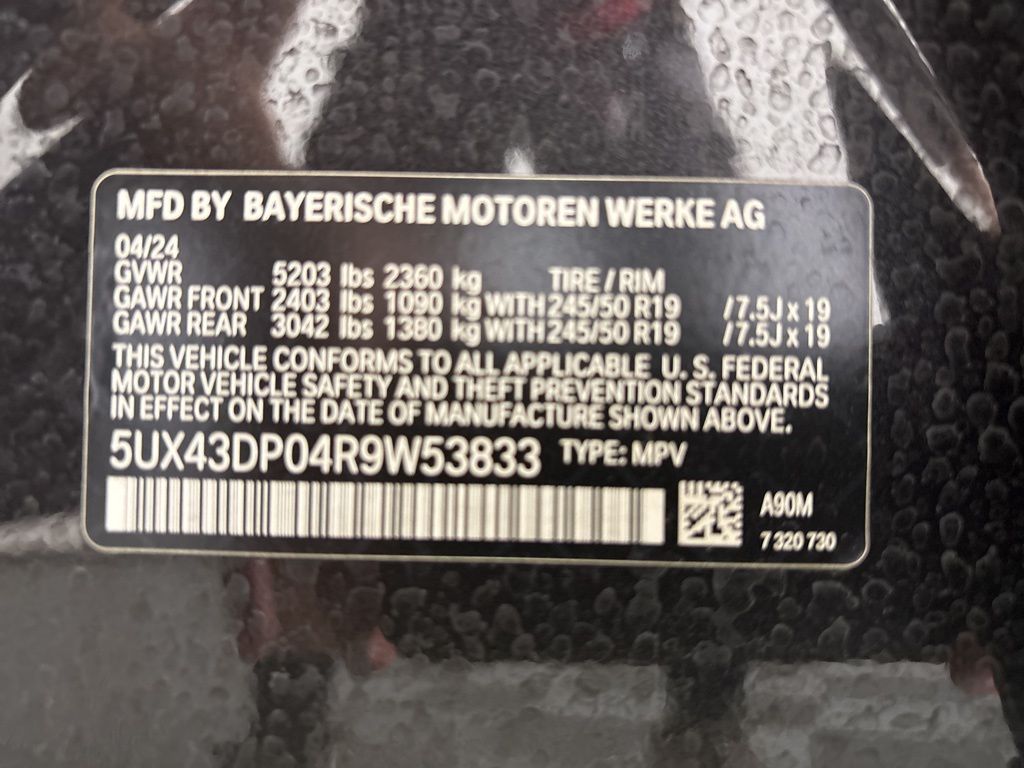 MFD BY BAYERISCHE MOTOREN WERKE AG
04/24
GVWR 5203 lbs 2360 kg TIRE / RIM
GAWR FRONT 2403 lbs 1090 kg WITH 245/50 R19 / 7.5J x 19
GAWR REAR 3042 lbs 1380 kg WITH 245/50 R19 / 7.5J x 19
THIS VEHICLE CONFORMS TO ALL APPLICABLE U. S. FEDERAL
MOTOR VEHICLE SAFETY AND THEFT PREVENTION STANDARDS
IN EFFECT ON THE DATE OF MANUFACTURE SHOWN ABOVE.
5UX43DP04R9W53833 TYPE: MPV
A90M
7 320 730